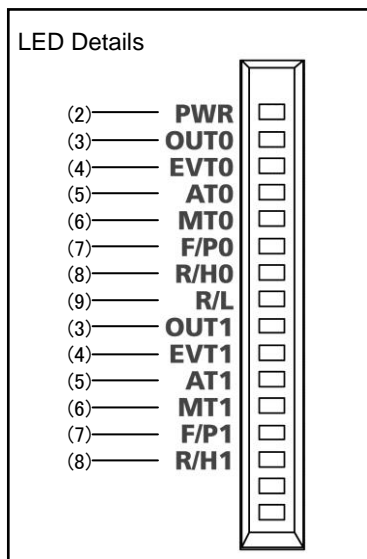 LED Details
(2) PWR
(3) OUT0
(4) EVT0
(5) AT0
(6) MT0
(7) F/P0
(8) R/H0
(9) R/L
(3) OUT1
(4) EVT1
(5) AT1
(6) MT1
(7) F/P1
(8) R/H1